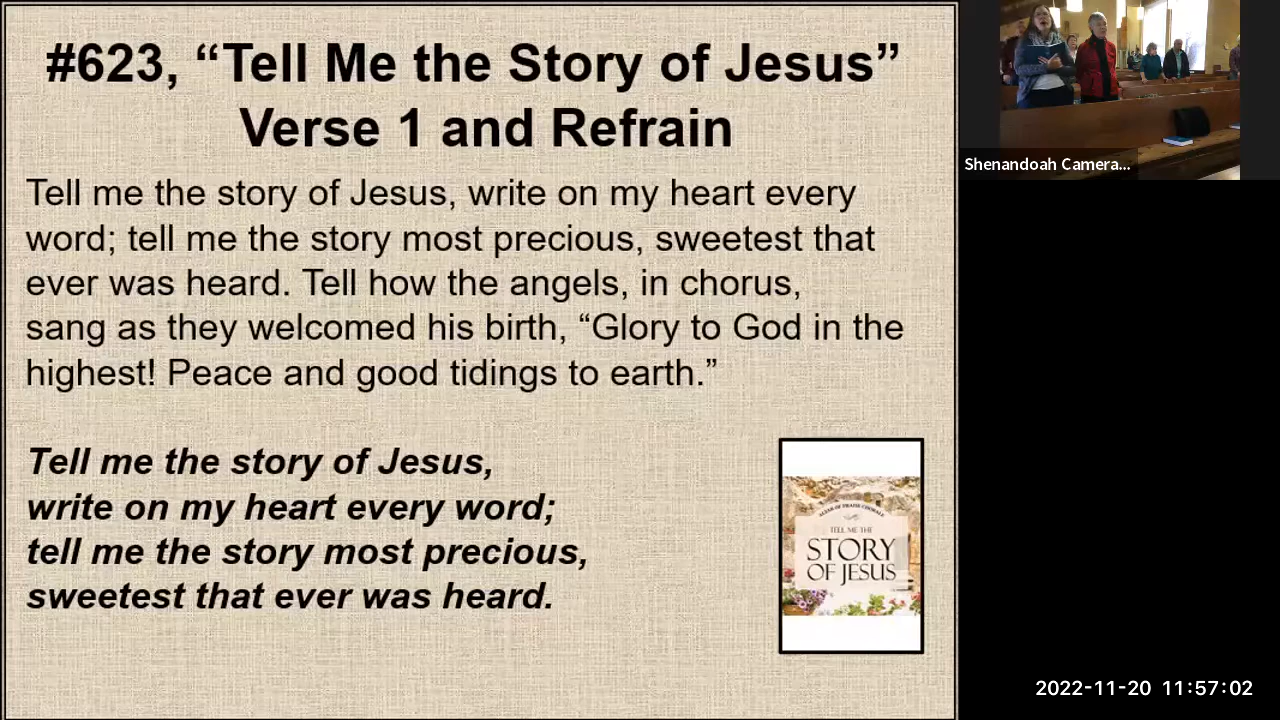 #623, “Tell Me the Story of Jesus”
Verse 1 and Refrain
Tell me the story of Jesus, write on my heart every
word; tell me the story most precious, sweetest that
ever was heard. Tell how the angels, in chorus,
sang as they welcomed his birth, “Glory to God in the
highest! Peace and good tidings to earth.”
Tell me the story of Jesus,
write on my heart every word;
tell me the story most precious,
sweetest that ever was heard.
OF PRAISE CHORALE
TELL ME THE
STORY
OF JESUS
Shenandoah Camera...
2022-11-20 11:57:02